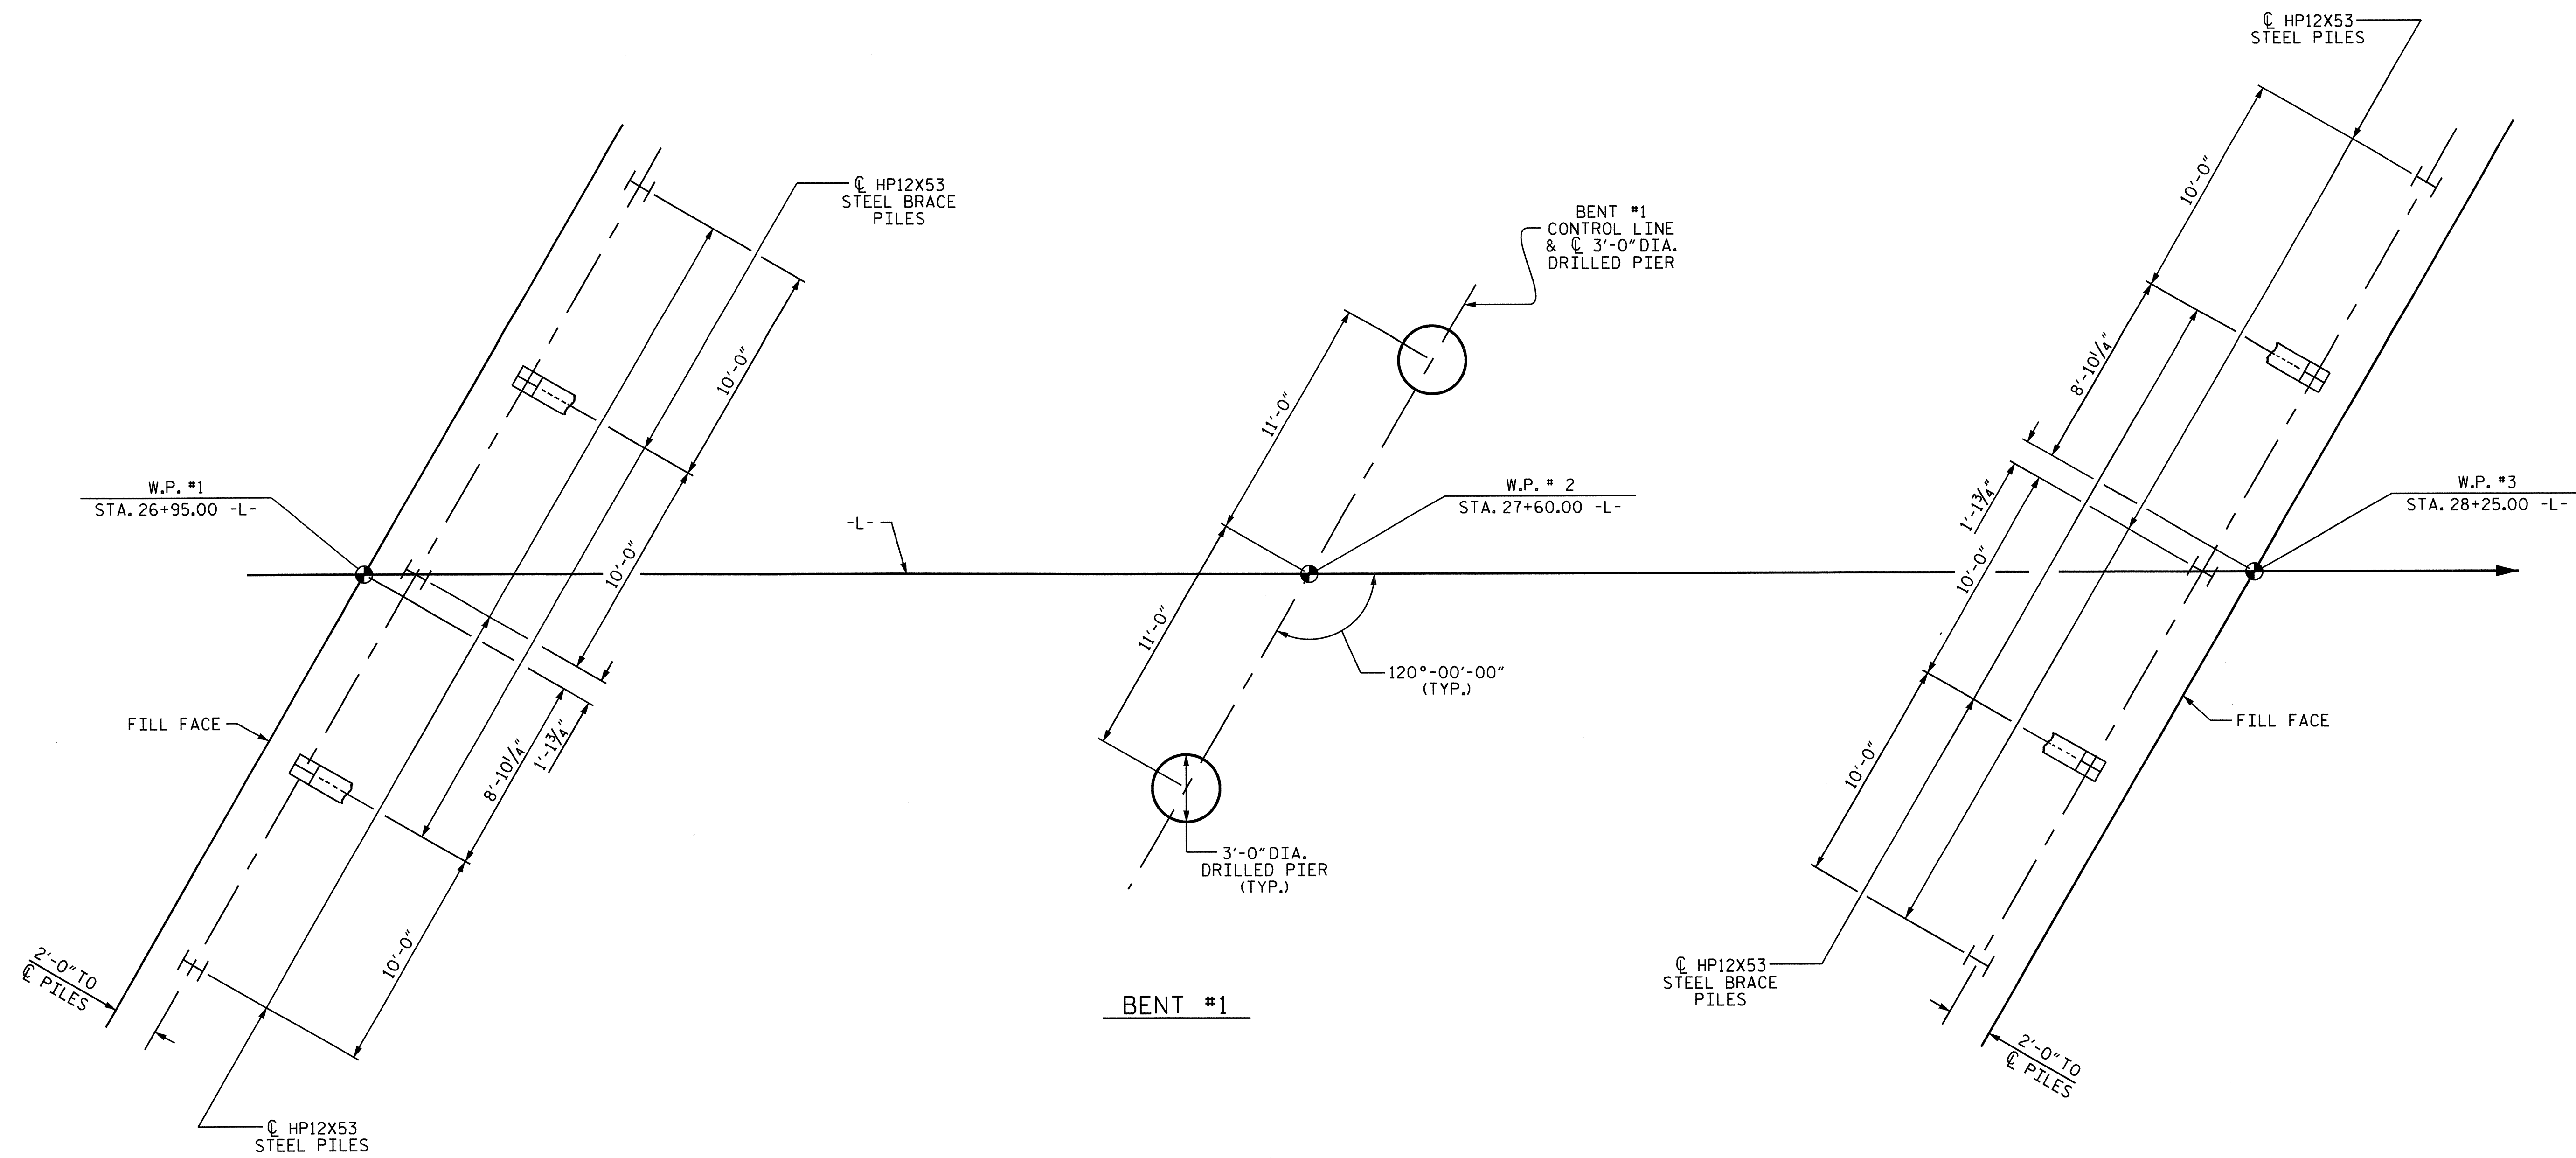 ℄ HP12X53
STEEL PILES
℄ HP12X53
STEEL BRACE
PILES
BENT #1
CONTROL LINE
& ℄ 3'-0" DIA.
DRILLED PIER
10'-0"
10'-0"
8'-10¼"
1'-1¾"
10'-0"
10'-0"
11'-0"
11'-0"
W.P. #1
STA. 26+95.00 -L-
-L-
W.P. # 2
STA. 27+60.00 -L-
W.P. #3
STA. 28+25.00 -L-
10'-0"
120°-00'-00"
(TYP.)
FILL FACE
FILL FACE
8'-10¼"
1'-1¾"
10'-0"
3'-0" DIA.
DRILLED PIER
(TYP.)
2'-0" TO
℄ PILES
BENT #1
℄ HP12X53
STEEL BRACE
PILES
2'-0" TO
℄ PILES
℄ HP12X53
STEEL PILES